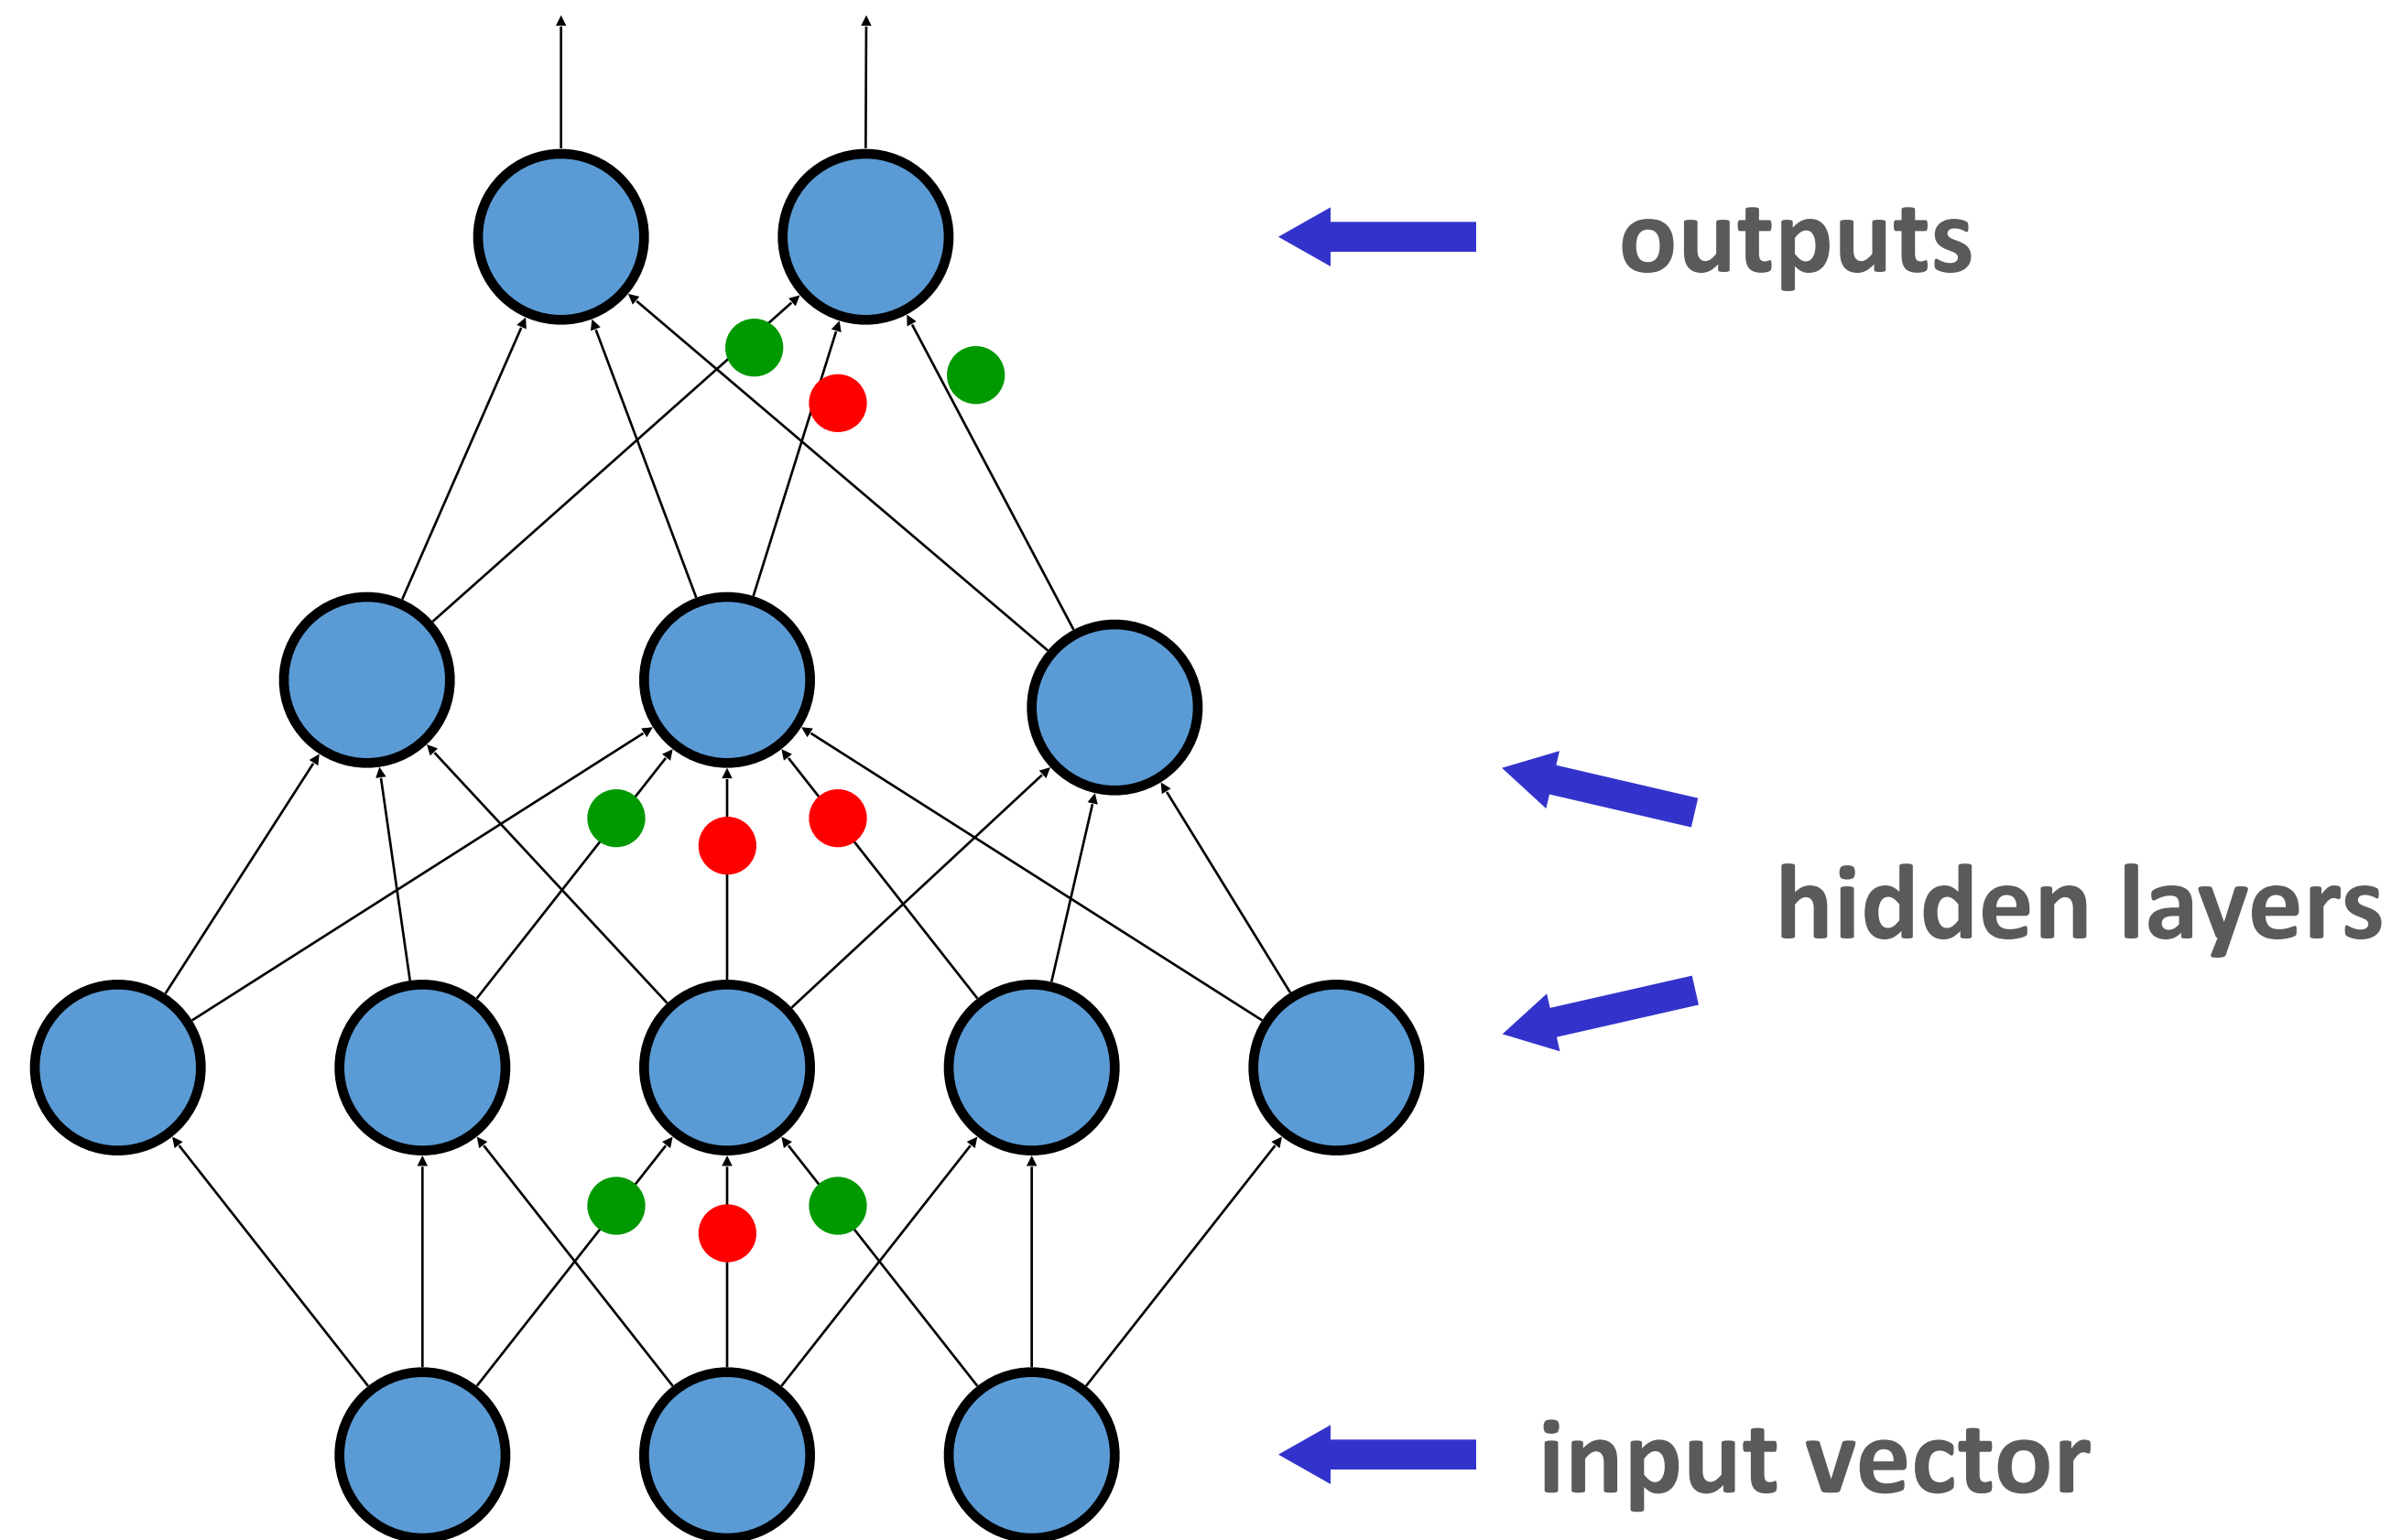 outputs
hidden layers
input vector